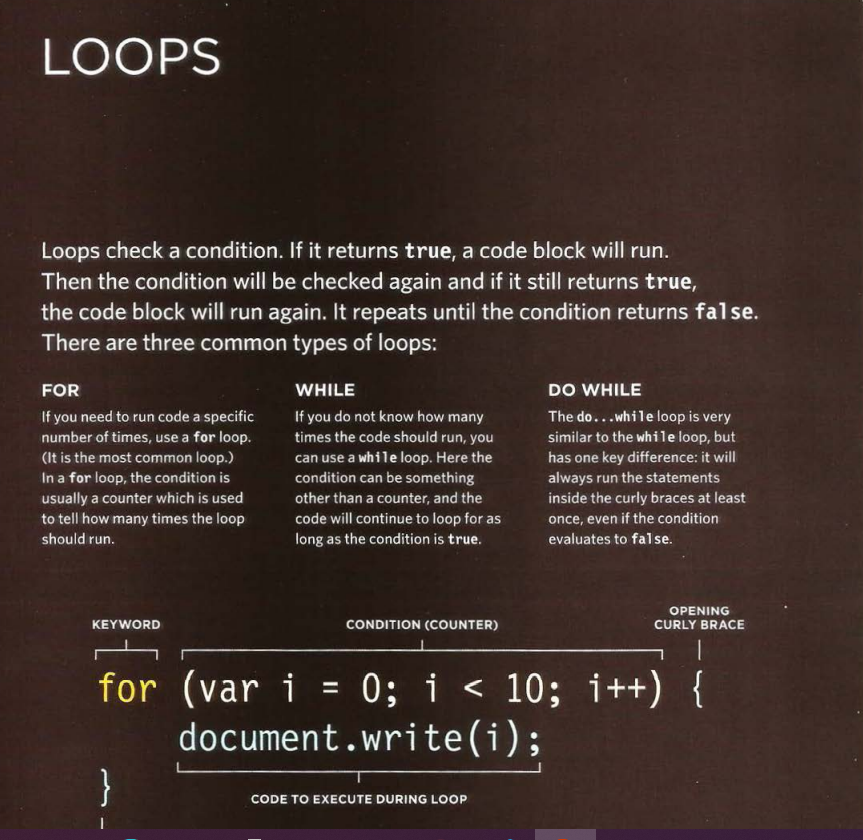 LOOPS
Loops check a condition. If it returns true, a code block will run.
Then the condition will be checked again and if it still returns true,
the code block will run again. It repeats until the condition returns false.
There are three common types of loops:
FOR
If you need to run code a specific
number of times, use a for loop.
(It is the most common loop.)
In a for loop, the condition is
usually a counter which is used
to tell how many times the loop
should run.
WHILE
If you do not know how many
times the code should run, you
can use a while loop. Here the
condition can be something
other than a counter, and the
code will continue to loop for as
long as the condition is true.
DO WHILE
The do...while loop is very
similar to the while loop, but
has one key difference: it will
always run the statements
inside the curly braces at least
once, even if the condition
evaluates to false.
KEYWORD
CONDITION (COUNTER)
OPENING
CURLY BRACE
for (var i = 0; i < 10; i++) {
document.write(i);
}
CODE TO EXECUTE DURING LOOP